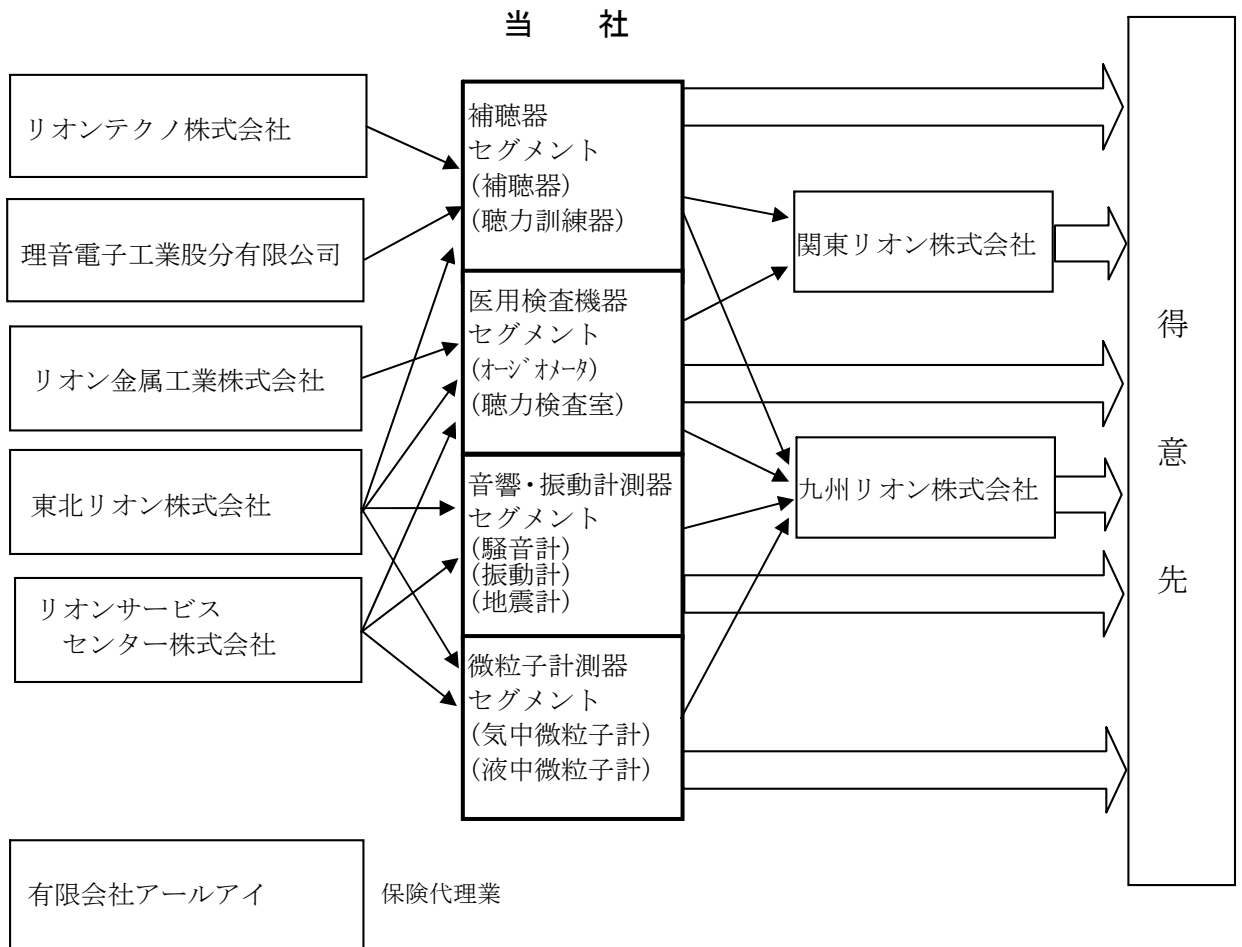 当 社
リオンテクノ株式会社
理音電子工業股分有限公司
リオン金属工業株式会社
東北リオン株式会社
リオンサービス
センター株式会社
有限会社アールアイ
保険代理業
補聴器
セグメント
(補聴器)
(聴力訓練器)
医用検査機器
セグメント
(オージオメータ)
(聴力検査室)
音響・振動計測器
セグメント
(騒音計)
(振動計)
(地震計)
微粒子計測器
セグメント
(気中微粒子計)
(液中微粒子計)
関東リオン株式会社
九州リオン株式会社
得意先